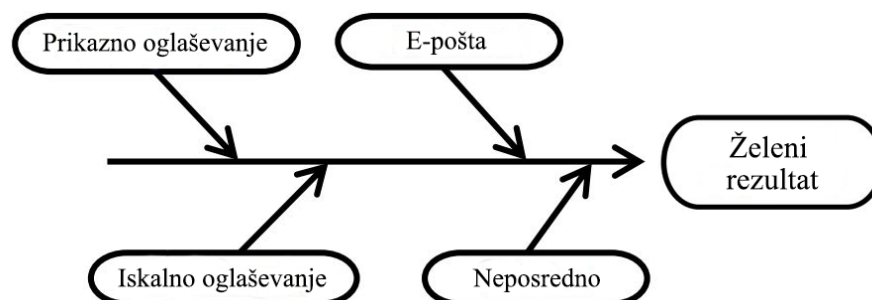 Prikazno oglaševanje
E-pošta
Želeni
rezultat
Iskalno oglaševanje
Neposredno